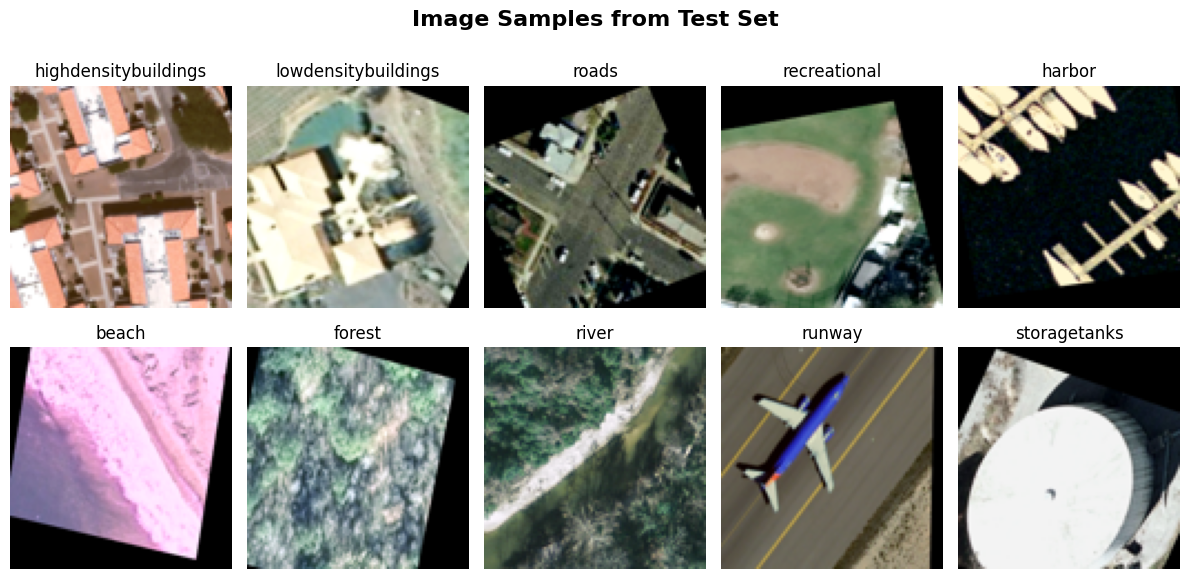 Image Samples from Test Set
highdensitybuildings
lowdensitybuildings
roads
recreational
harbor
beach
forest
river
runway
storagetanks